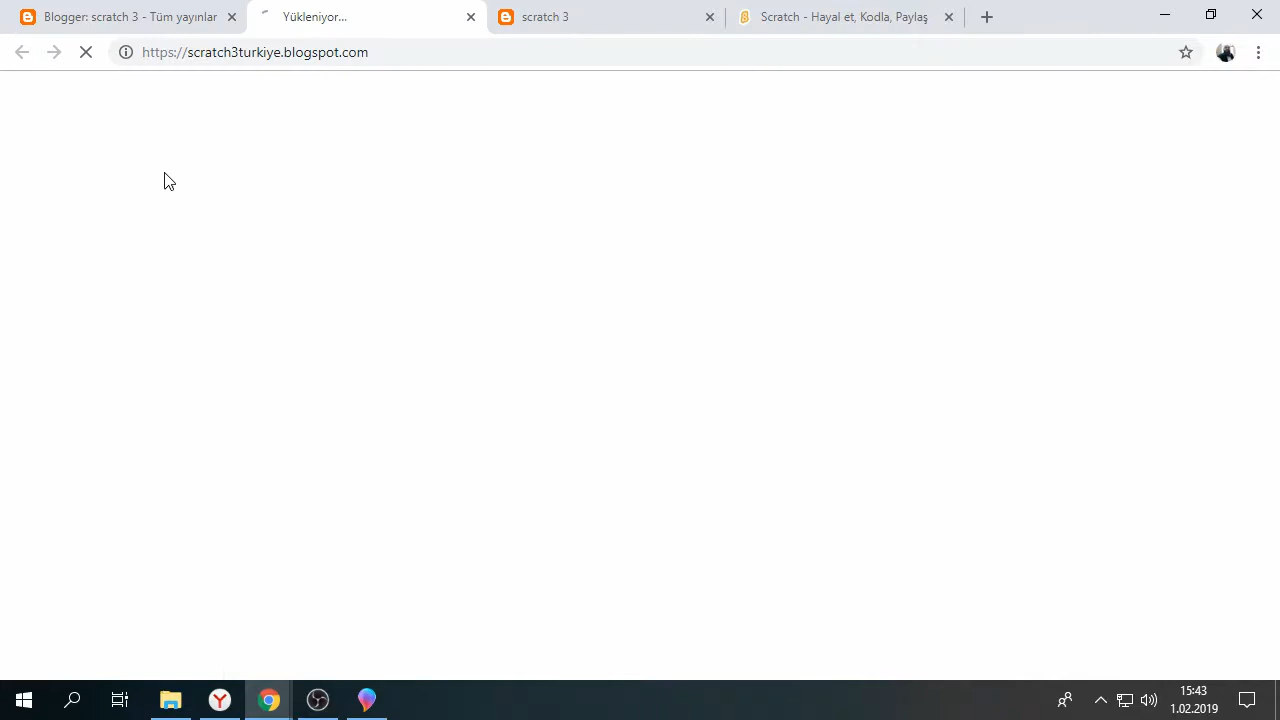 Blogger: scratch 3 - Tüm yayınlar
Yükleniyor...
scratch 3
Scratch - Hayal et, Kodla, Paylaş
https://scratch3turkiye.blogspot.com
15:43
1.02.2019